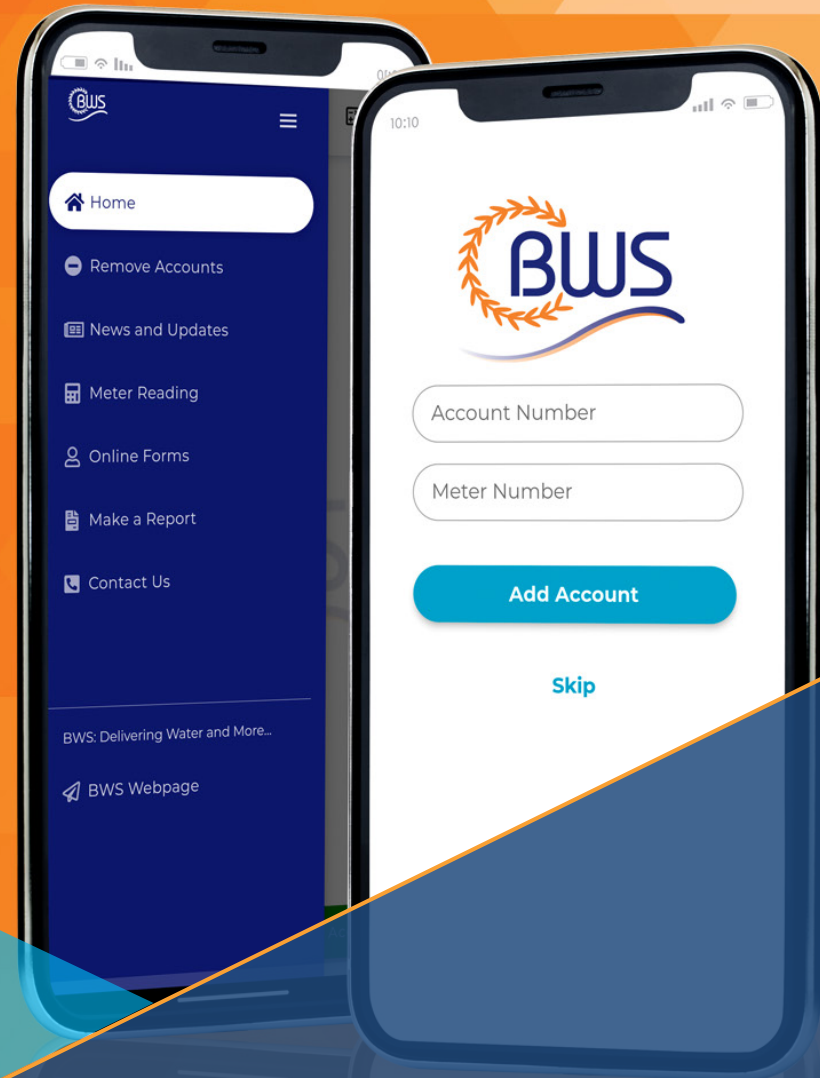 BWS
Home
Remove Accounts
News and Updates
Meter Reading
Online Forms
Make a Report
Contact Us
BWS: Delivering Water and More...
BWS Webpage
10:10
BWS
Account Number
Meter Number
Add Account
Skip